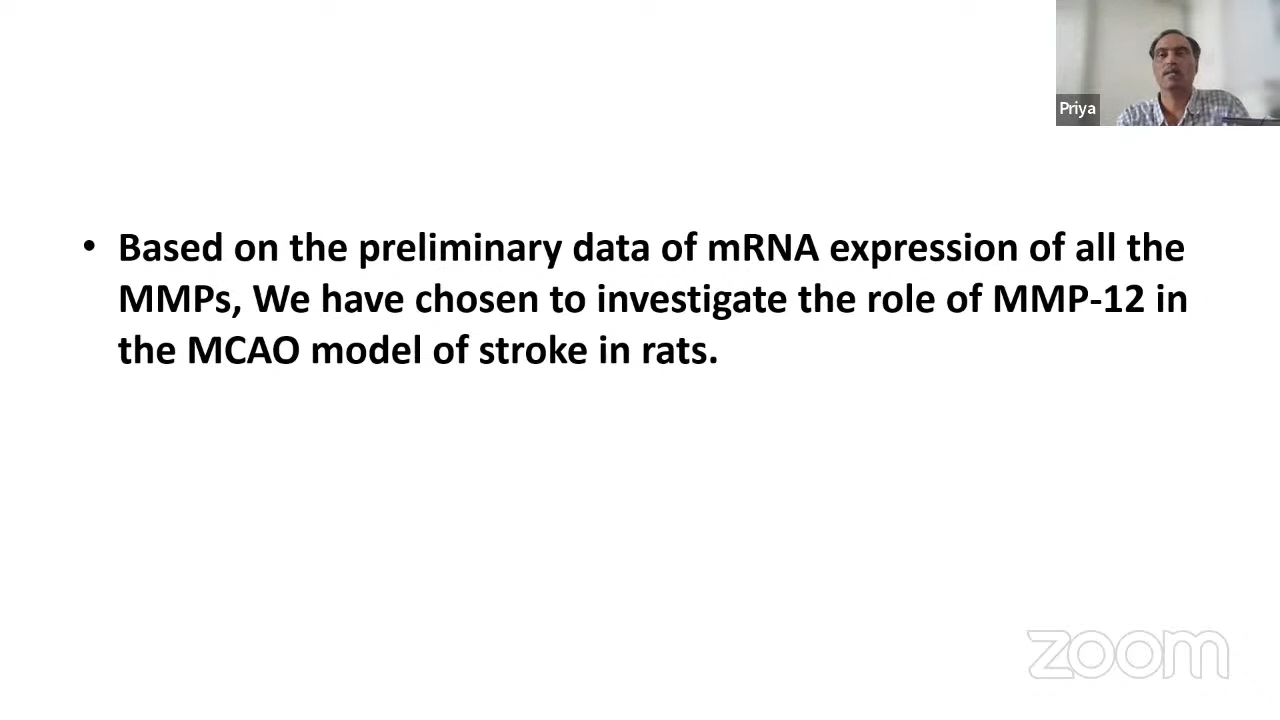 Priya
• Based on the preliminary data of mRNA expression of all the
MMPs, We have chosen to investigate the role of MMP-12 in
the MCAO model of stroke in rats.
zoom